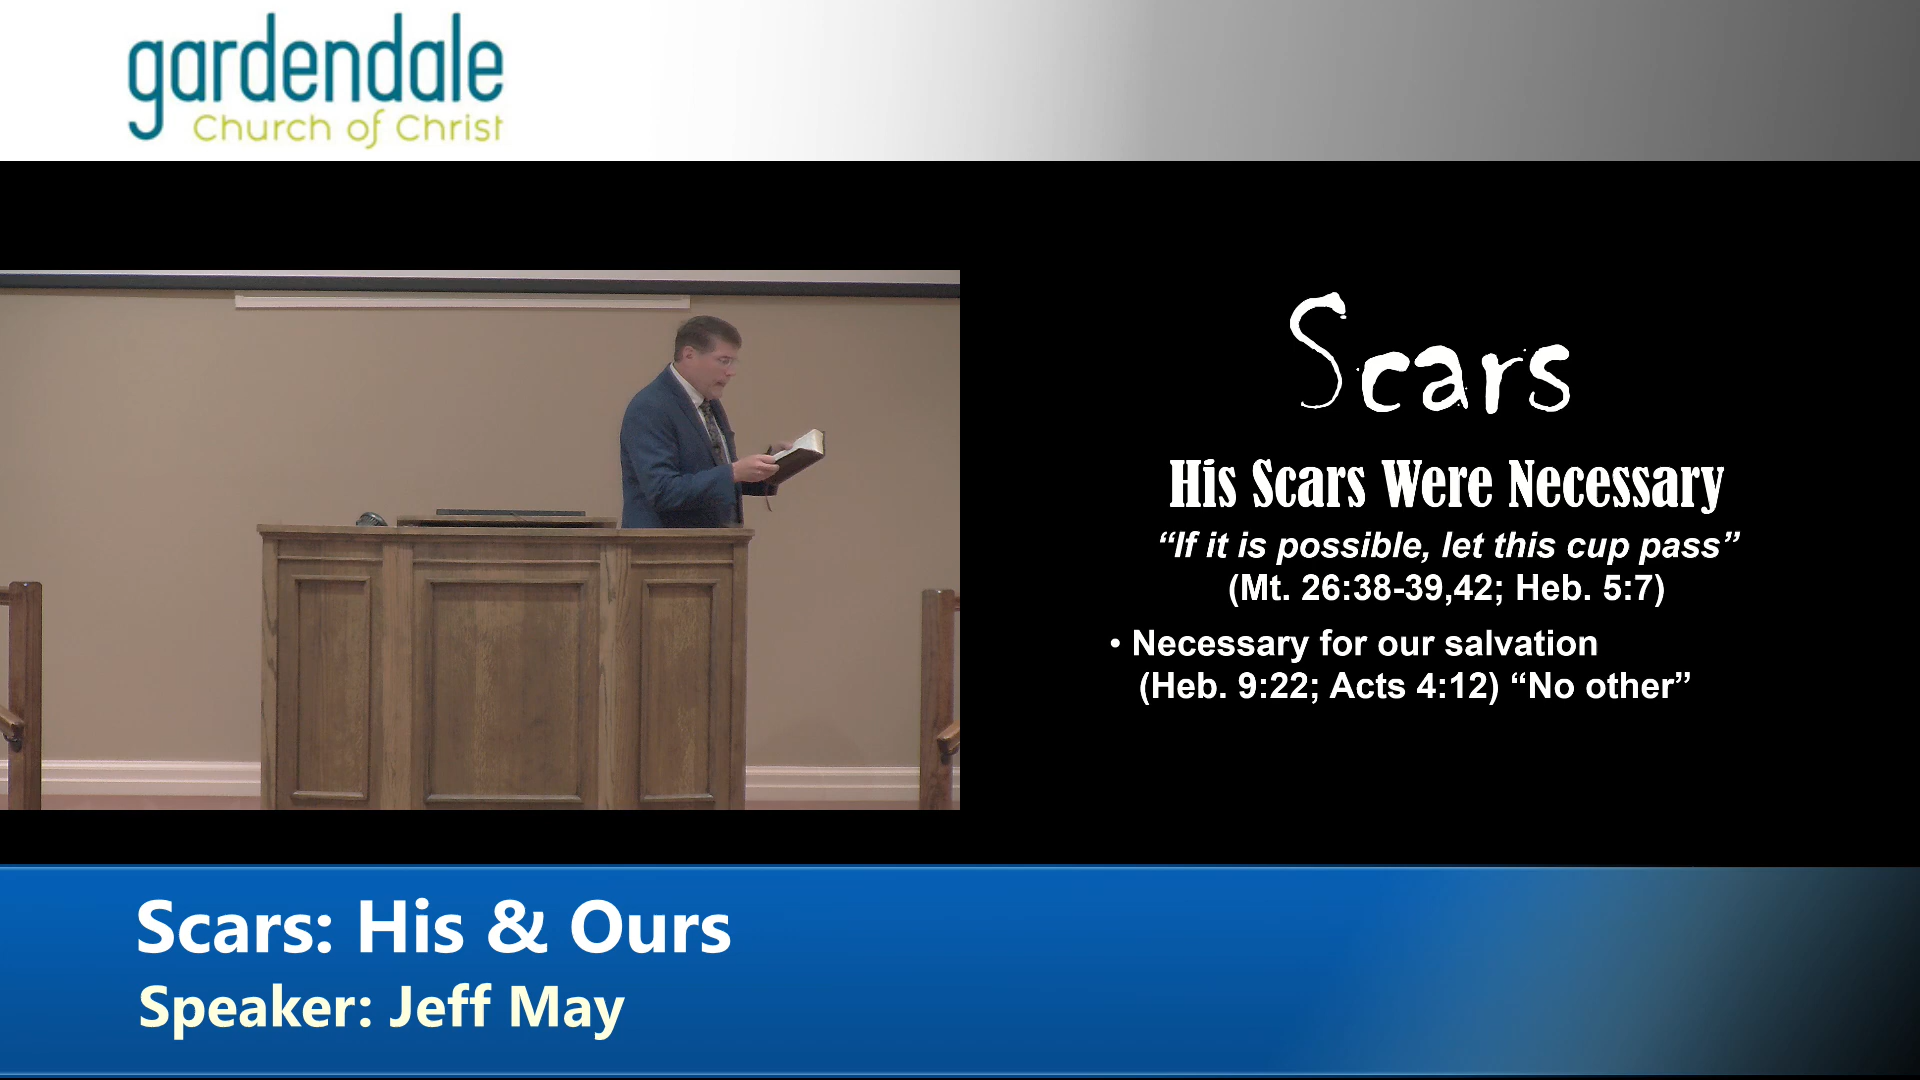 gardendale
Church of Christ
Scars
His Scars Were Necessary
“If it is possible, let this cup pass”
(Mt. 26:38-39,42; Heb. 5:7)
• Necessary for our salvation
(Heb. 9:22; Acts 4:12) “No other”
Scars: His & Ours
Speaker: Jeff May